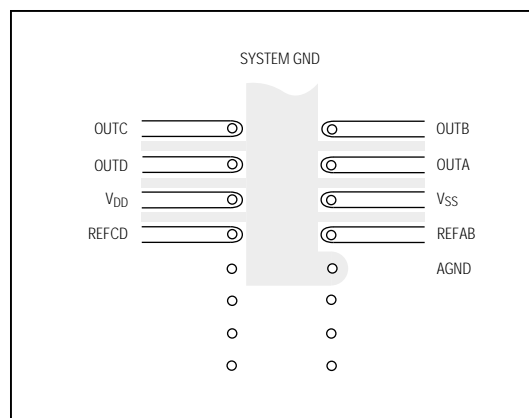 SYSTEM GND
OUTC OUTB
OUTD OUTA
VDD VSS
REFCD REFAB
AGND